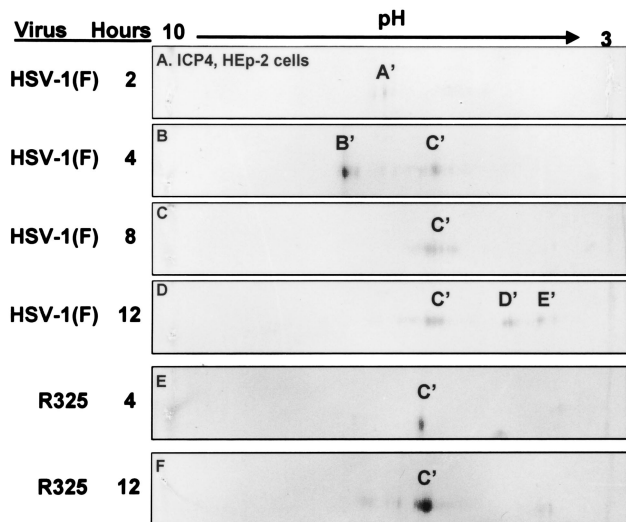 pH
Virus Hours 10 3
A. ICP4, HEp-2 cells
HSV-1(F) 2 A’
B
HSV-1(F) 4 B’ C’
C
HSV-1(F) 8 C’
D
HSV-1(F) 12 C’ D’ E’
E
R325 4 C’
F
R325 12 C’